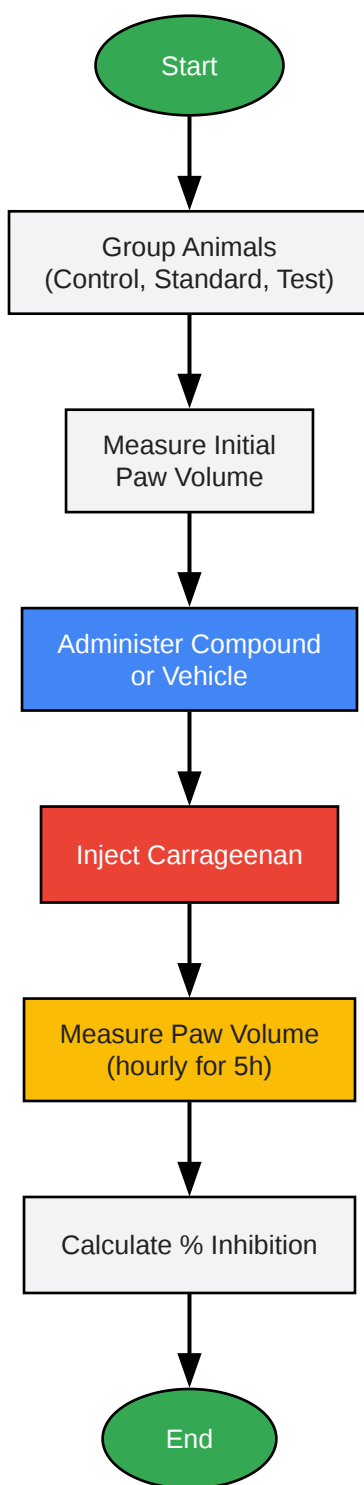 Start
Group Animals
(Control, Standard, Test)
Measure Initial
Paw Volume
Administer Compound
or Vehicle
Inject Carrageenan
Measure Paw Volume
(hourly for 5h)
Calculate % Inhibition
End